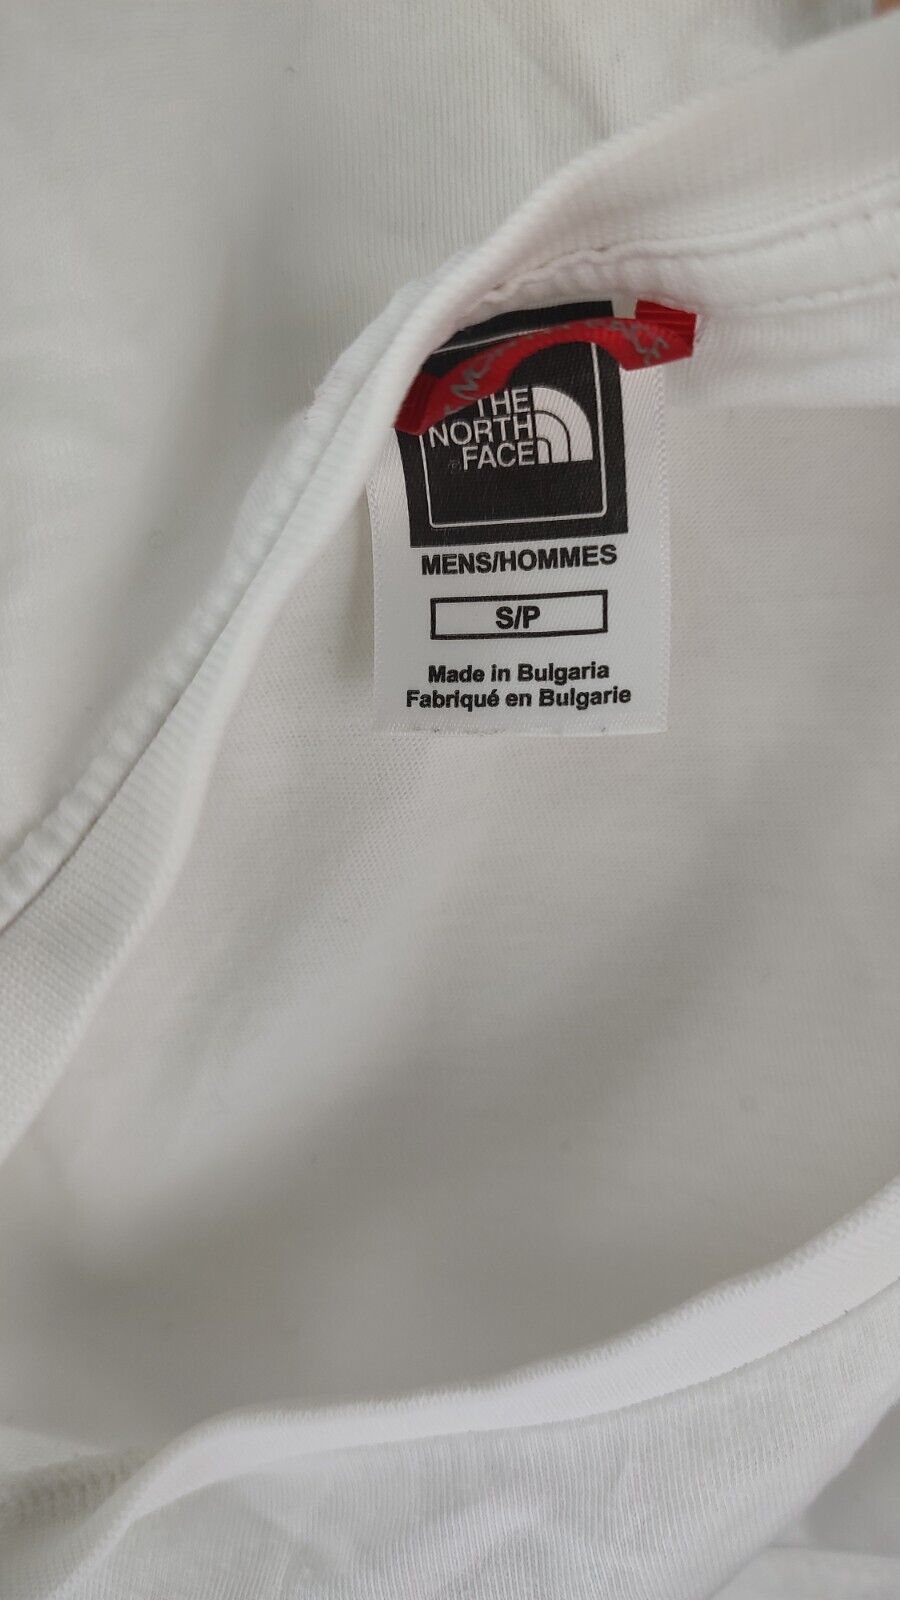 THE
NORTH
FACE
MENS/HOMMES
S/P
Made in Bulgaria
Fabriqué en Bulgarie